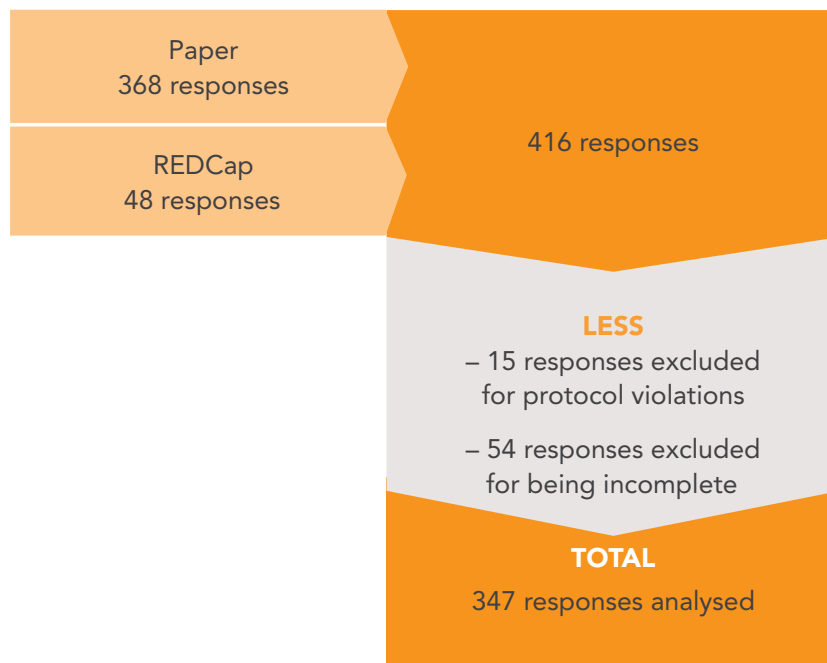 Paper
368 responses
REDCap
48 responses
416 responses
LESS
– 15 responses excluded
for protocol violations
– 54 responses excluded
for being incomplete
TOTAL
347 responses analysed